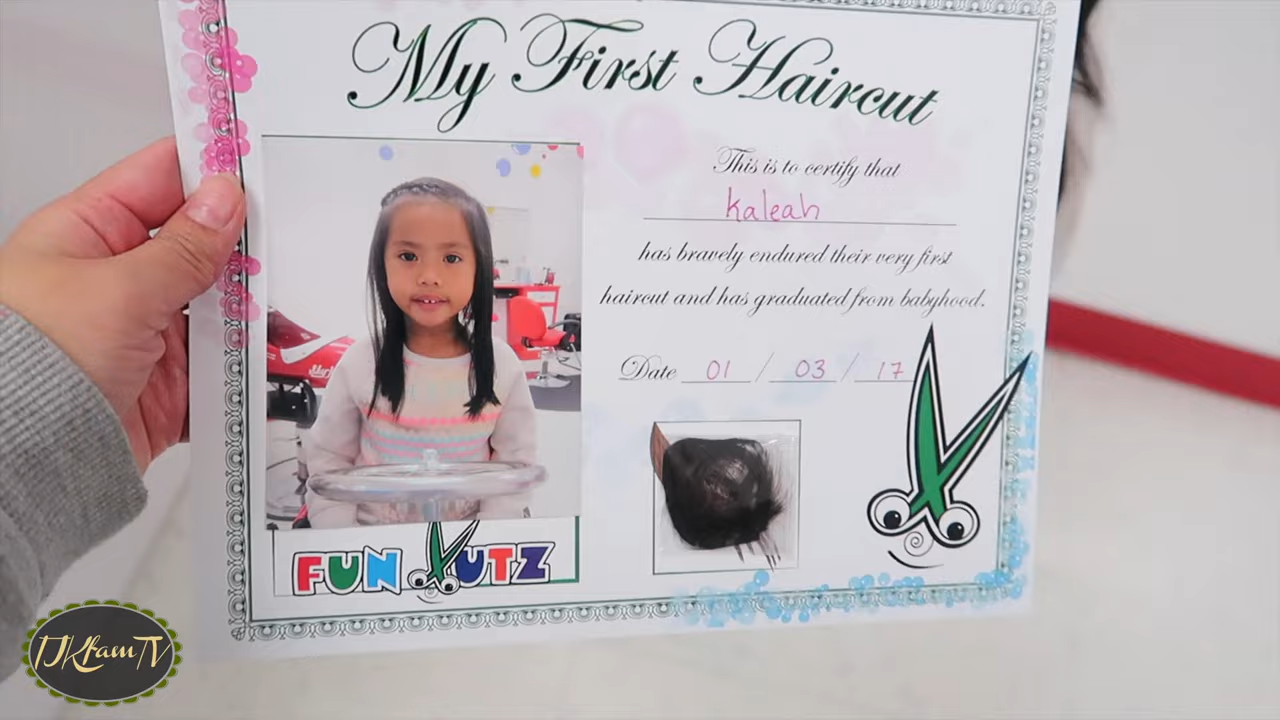 My First Haircut
This is to certify that
Kaleah
has bravely endured their very first
haircut and has graduated from babyhood.
Date 01 / 03 / 17
FUN KUTZ
TJKfamTV